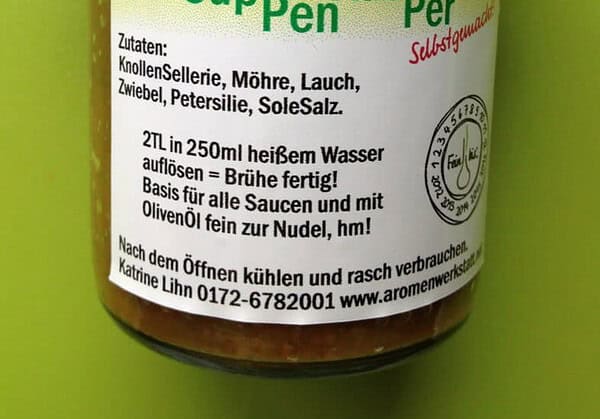 PPen
Per
Selbstgemacht!
Zutaten:
KnollenSellerie, Möhre, Lauch,
Zwiebel, Petersilie, SoleSalz.
2TL in 250ml heißem Wasser
auflösen = Brühe fertig!
Basis für alle Saucen und mit
OlivenÖl fein zur Nudel, hm!
Nach dem Öffnen kühlen und rasch verbrauchen.
Katrine Lihn 0172-6782001 www.aromenwerkstatt